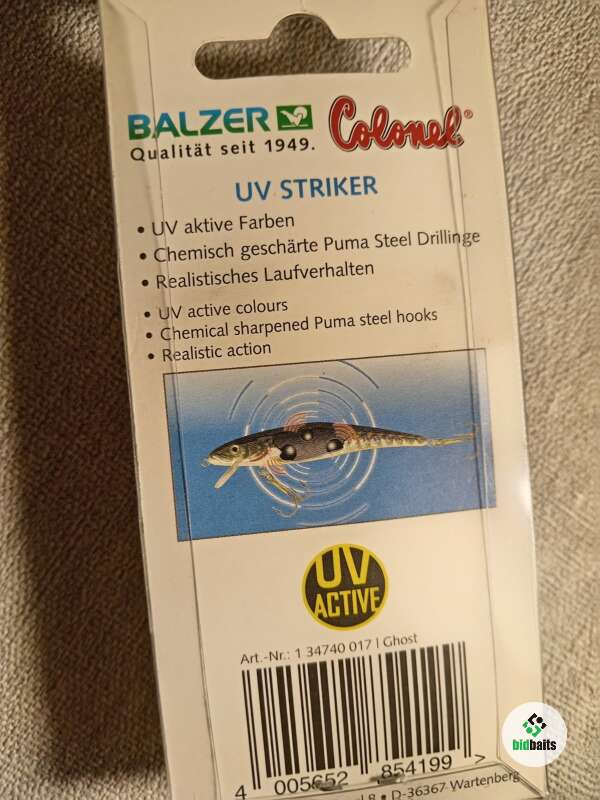 BALZER Colonel®
Qualität seit 1949.
UV STRIKER
• UV aktive Farben
• Chemisch geschärte Puma Steel Drillinge
• Realistisches Laufverhalten
• UV active colours
• Chemical sharpened Puma steel hooks
• Realistic action
UV
ACTIVE
Art.-Nr.: 1 34740 017 | Ghost
4 005652 854199 >
8 • D-36367 Wartenberg
bidbaits